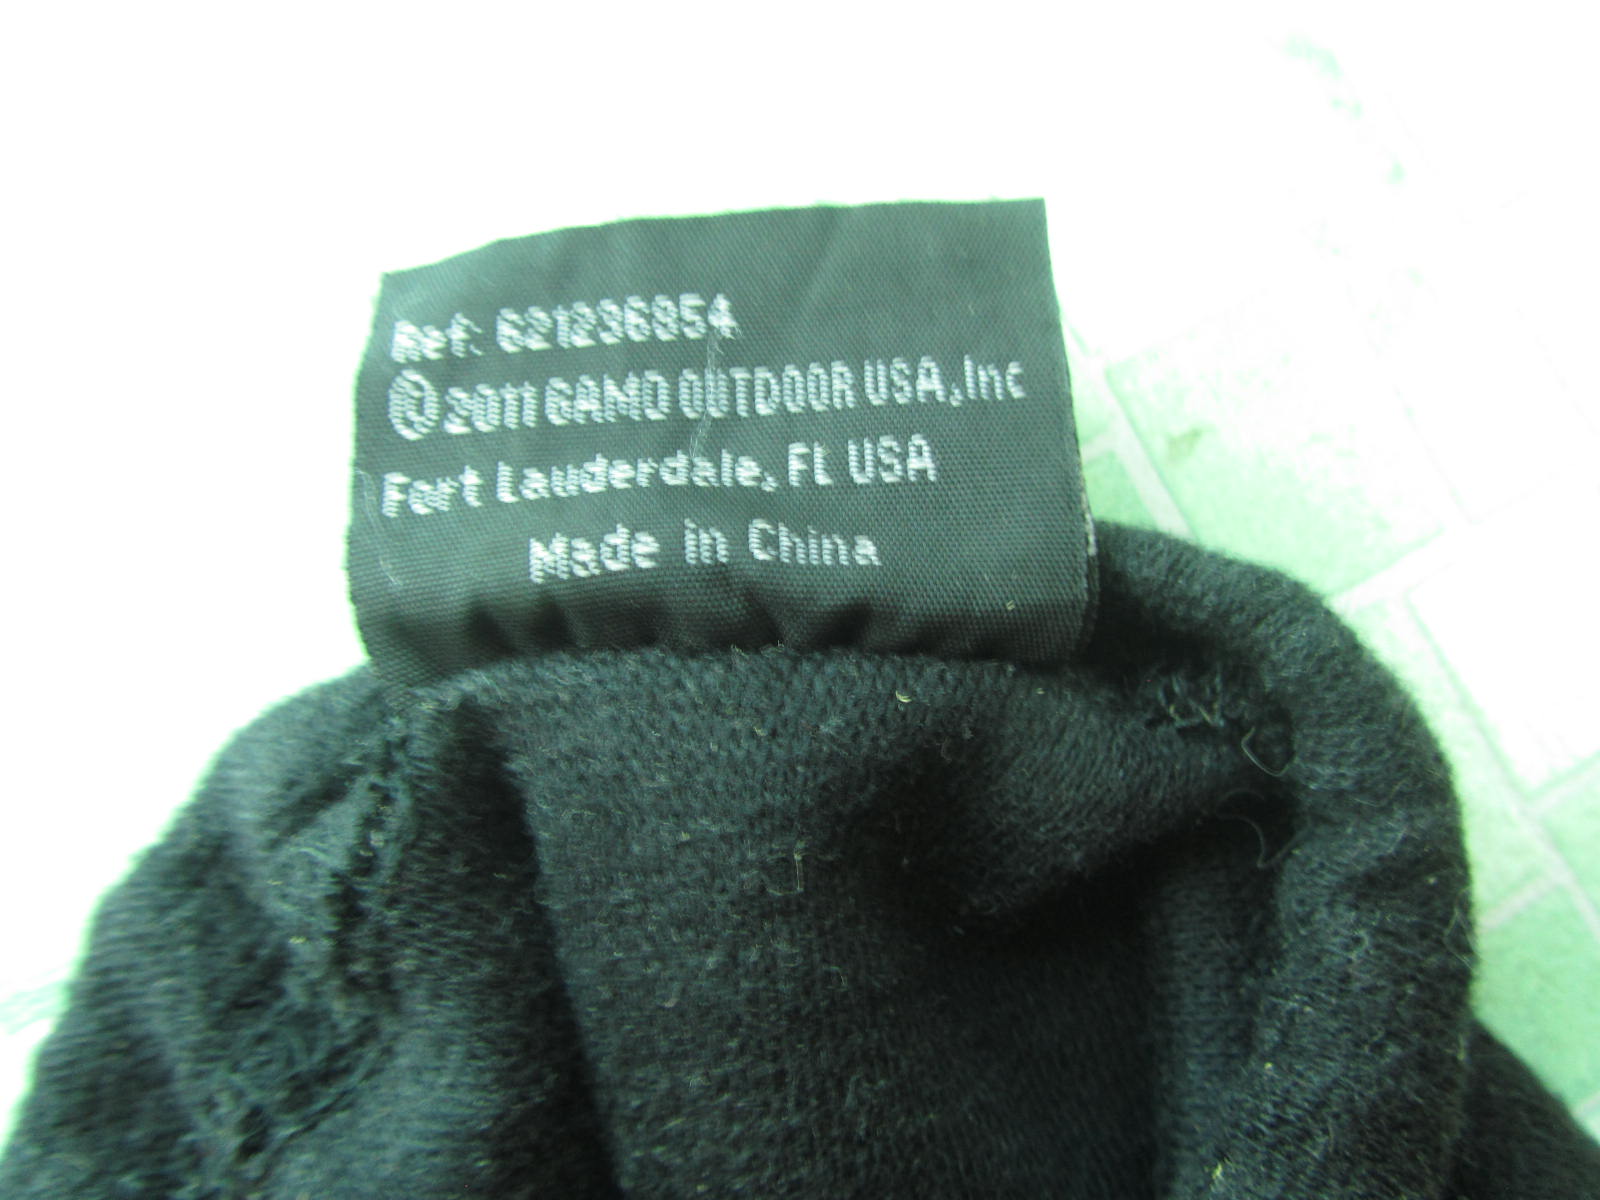 Ref: 621236854
© 2011 GAMO OUTDOOR USA, Inc
Fort Lauderdale, FL USA
Made in China